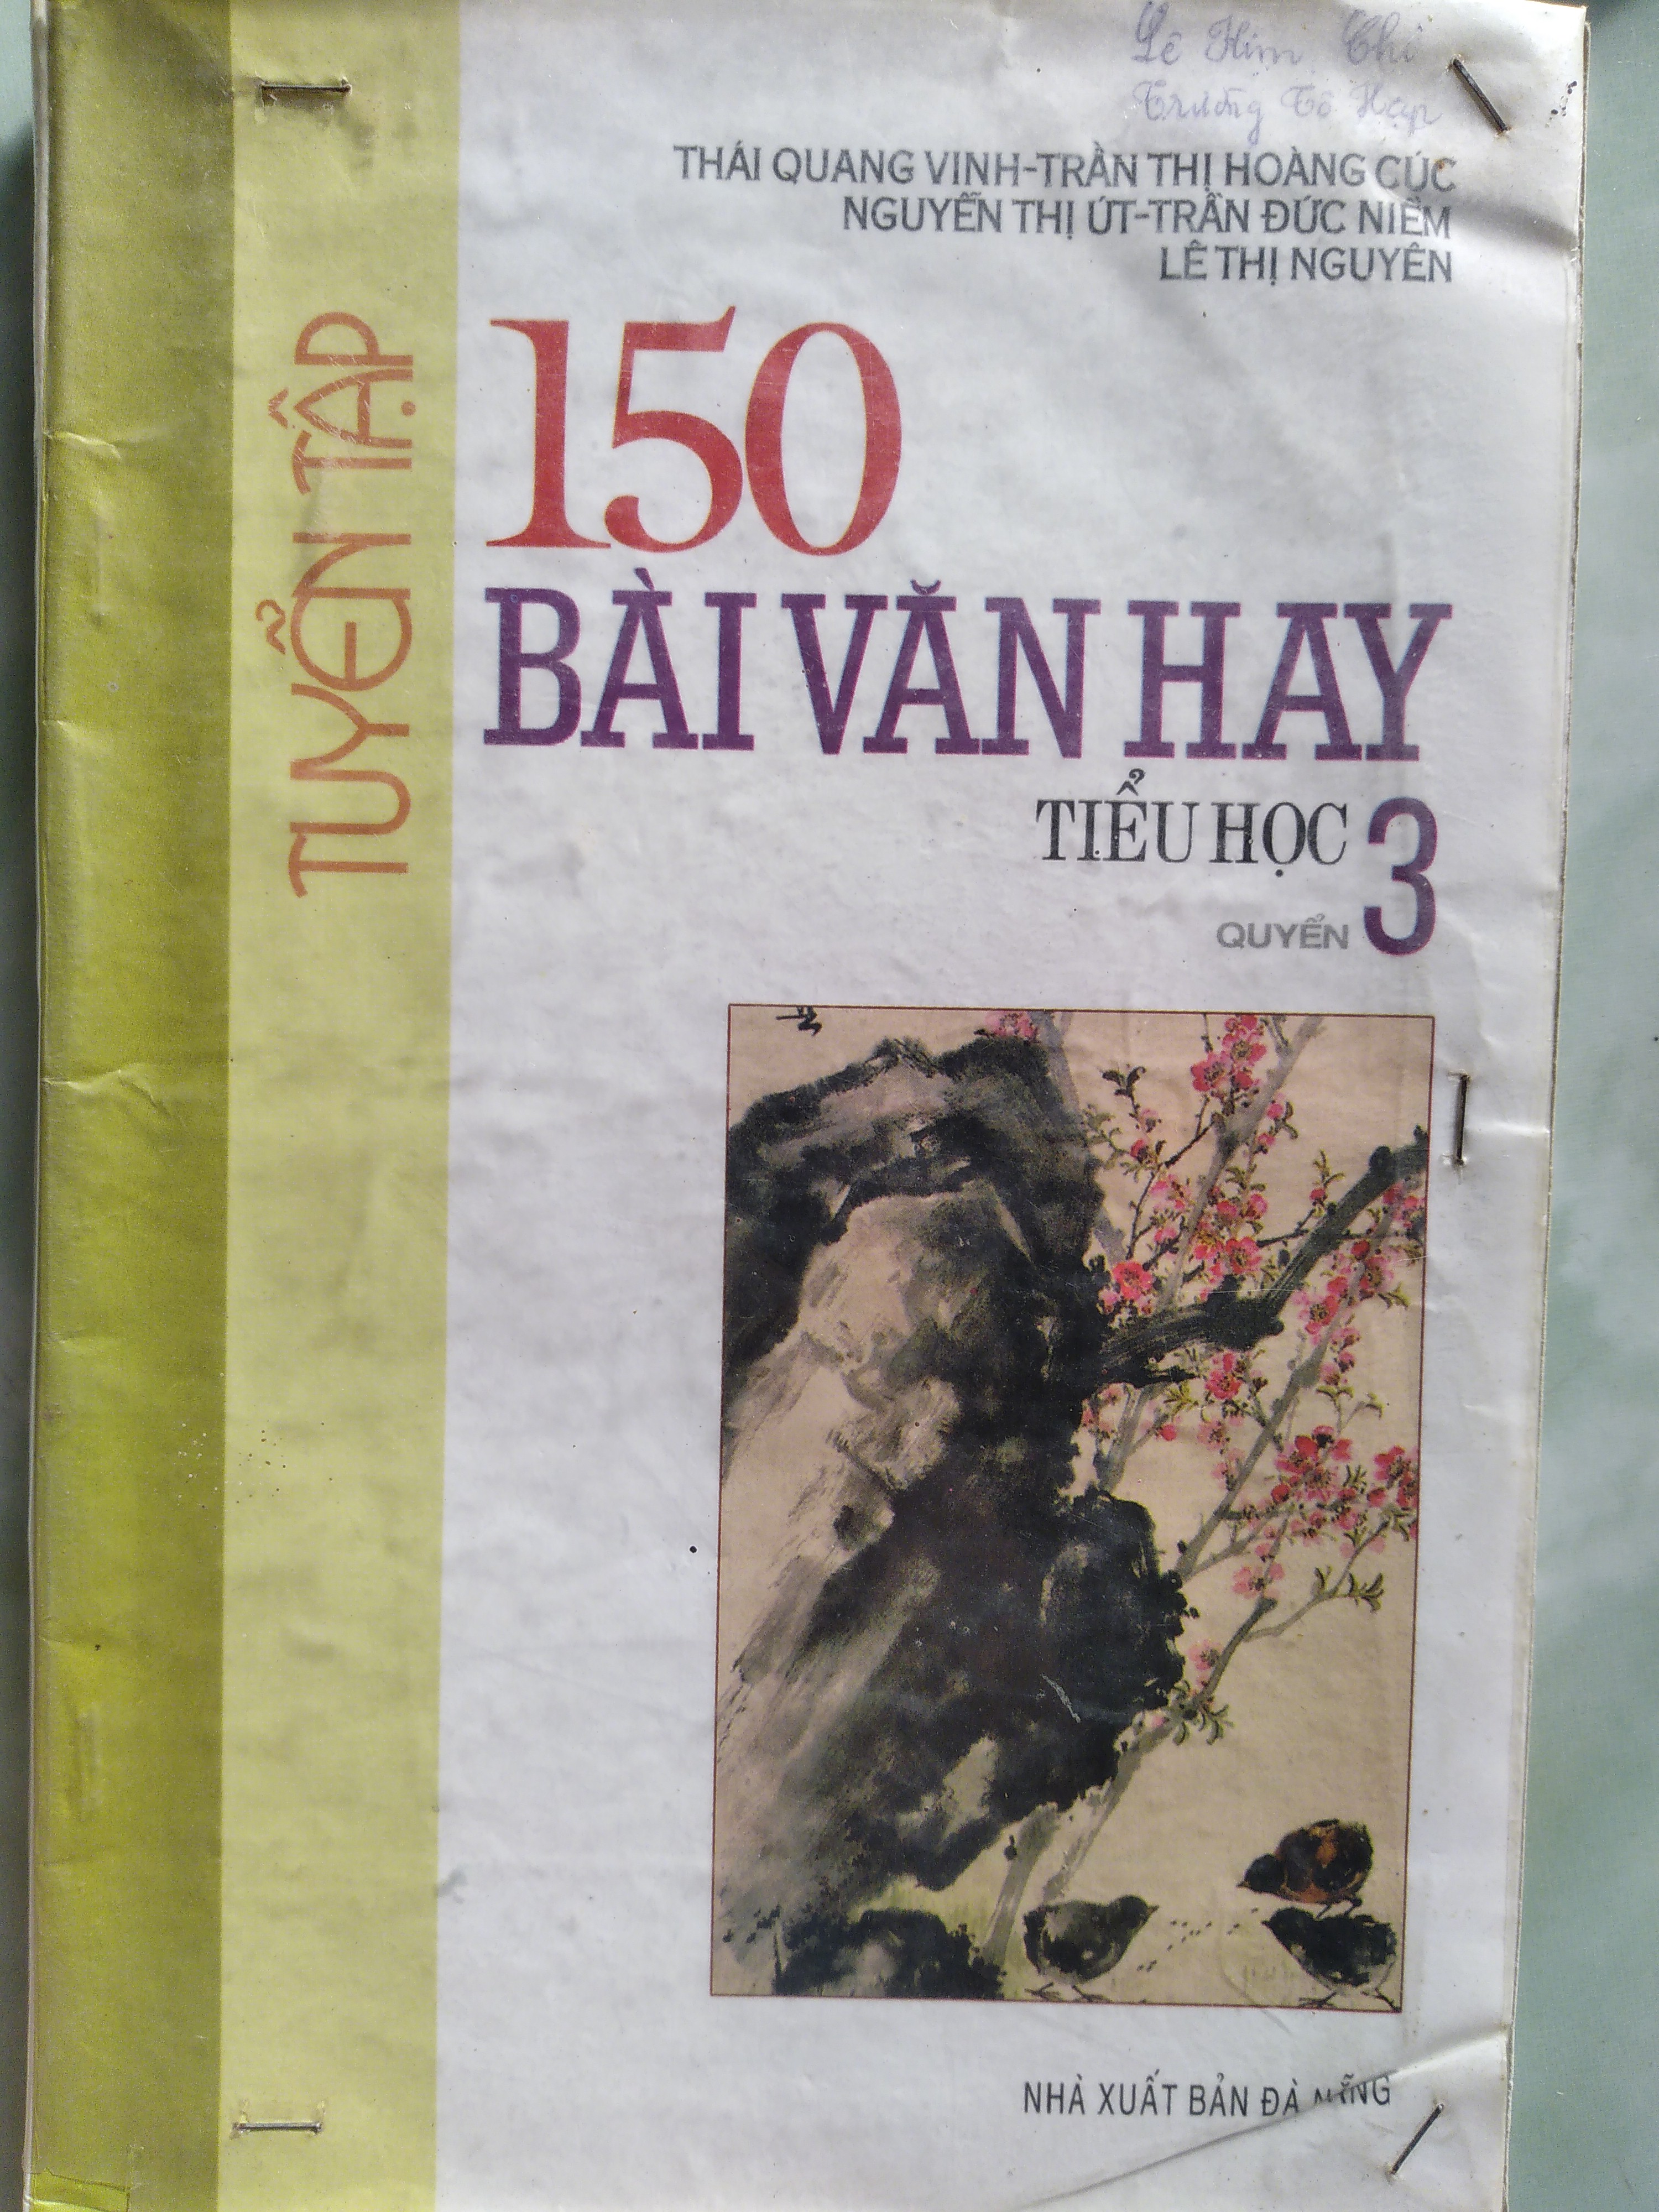 Lê Kim Chi
Trường Tô Hạp
THÁI QUANG VINH-TRẦN THỊ HOÀNG CÚC
NGUYỄN THỊ ÚT-TRẦN ĐỨC NIỀM
LÊ THỊ NGUYÊN
TUYỂN TẬP
150
BÀI VĂN HAY
TIỂU HỌC 3
QUYỂN
NHÀ XUẤT BẢN ĐÀ NẴNG